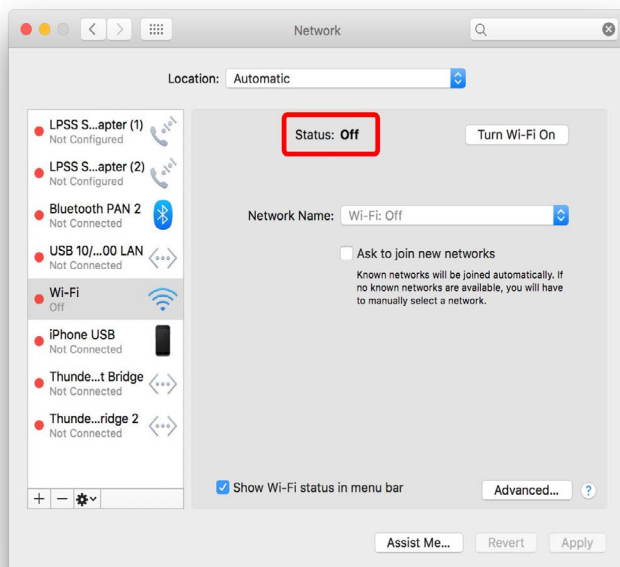 Network
Location: Automatic
LPSS S...apter (1)
Not Configured
LPSS S...apter (2)
Not Configured
Bluetooth PAN 2
Not Connected
USB 10/...00 LAN
Not Connected
Wi-Fi
Off
iPhone USB
Not Connected
Thunde...t Bridge
Not Connected
Thunde...ridge 2
Not Connected
Status: Off
Turn Wi-Fi On
Network Name: Wi-Fi: Off
Ask to join new networks
Known networks will be joined automatically. If
no known networks are available, you will have
to manually select a network.
Show Wi-Fi status in menu bar
Advanced...
?
Assist Me...
Revert
Apply